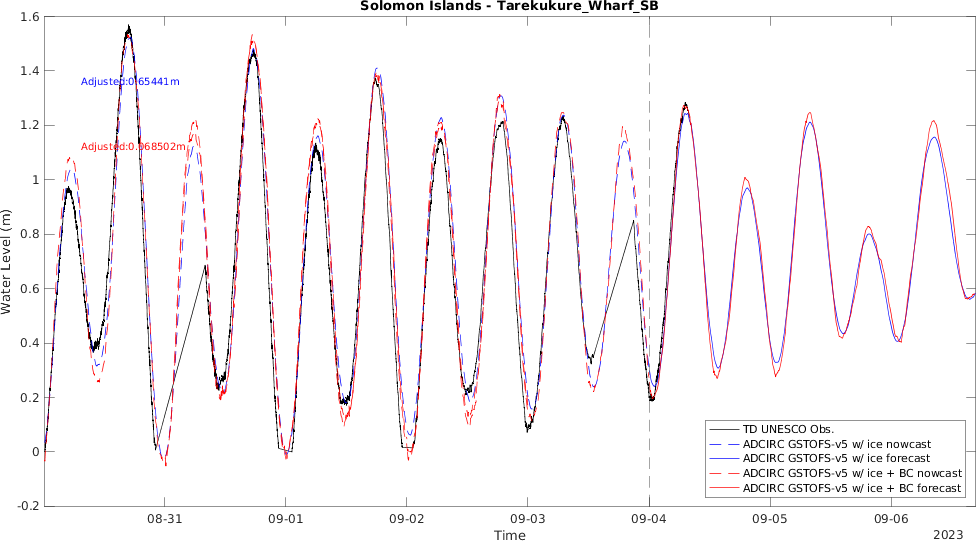 Solomon Islands - Tarekukure_Wharf_SB
Water Level (m)
1.6
1.4
1.2
1
0.8
0.6
0.4
0.2
0
-0.2
Adjusted:0.65441m
Adjusted:0.968502m
TD UNESCO Obs.
ADCIRC GSTOFS-v5 w/ ice nowcast
ADCIRC GSTOFS-v5 w/ ice forecast
ADCIRC GSTOFS-v5 w/ ice + BC nowcast
ADCIRC GSTOFS-v5 w/ ice + BC forecast
08-31 09-01 09-02 09-03 09-04 09-05 09-06
Time
2023